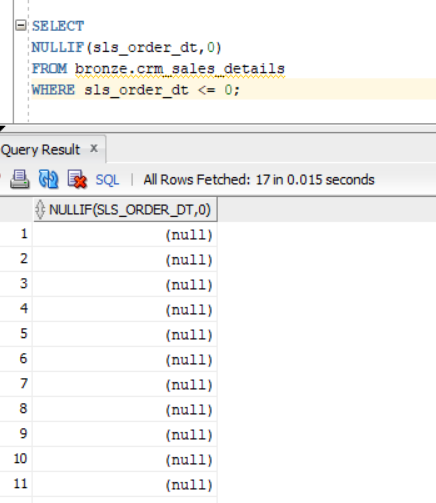 SELECT
NULLIF(sls_order_dt,0)
FROM bronze.crm_sales_details
WHERE sls_order_dt <= 0;
Query Result x
SQL | All Rows Fetched: 17 in 0.015 seconds
NULLIF(SLS_ORDER_DT,0)
1 (null)
2 (null)
3 (null)
4 (null)
5 (null)
6 (null)
7 (null)
8 (null)
9 (null)
10 (null)
11 (null)